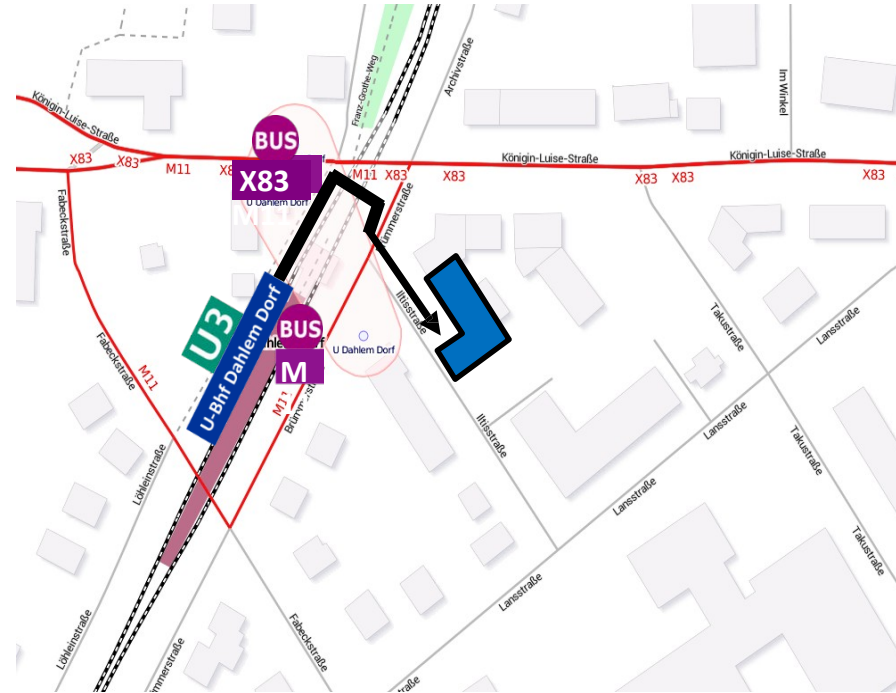 Franz-Grothe-Weg
Archivstraße
Im Winkel
Königin-Luise-Straße
BUS
X83
X83
M11
Königin-Luise-Straße
Königin-Luise-Straße
X83
M11
X83
X83
X83
X83
X83
M11
U Dahlem Dorf
Fabeckstraße
Iltisstraße
U3
U-Bhf Dahlem Dorf
BUS
M
U Dahlem Dorf
Takustraße
Lansstraße
Fabeckstraße
M11
M11
Iltisstraße
Lansstraße
Takustraße
Löhleinstraße
Lansstraße
Takustraße
Lansstraße
Löhleinstraße
Fabeckstraße